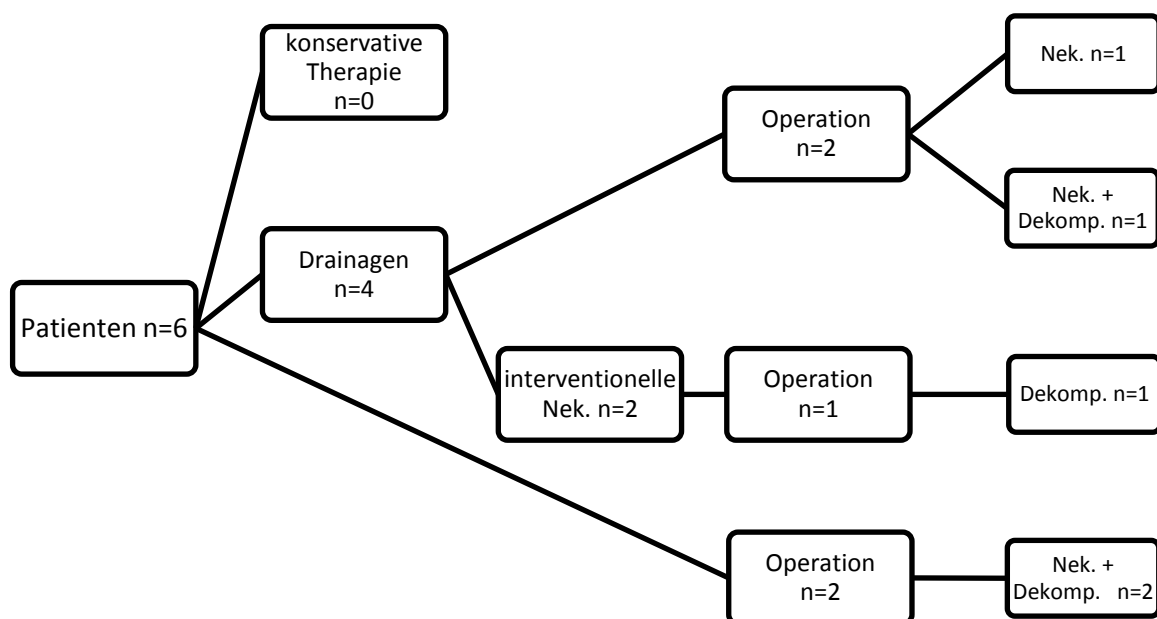 konservative
Therapie
n=0
Nek. n=1
Operation
n=2
Nek. +
Dekomp. n=1
Drainagen
n=4
Patienten n=6
interventionelle
Nek. n=2
Operation
n=1
Dekomp. n=1
Operation
n=2
Nek. +
Dekomp. n=2